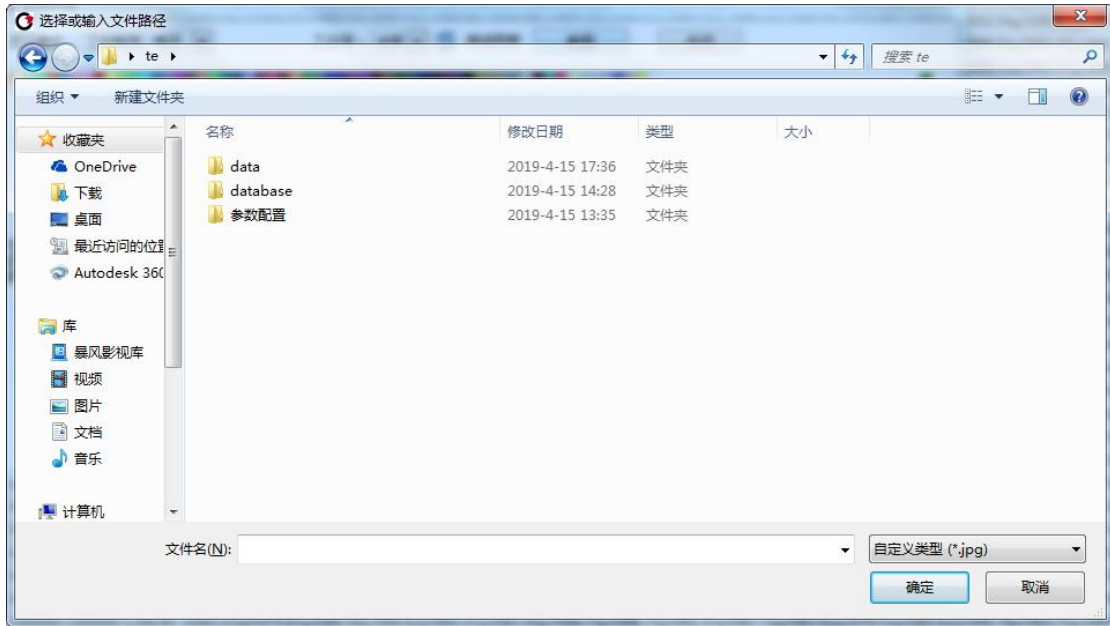 选择或输入文件路径
te
搜索 te
组织 新建文件夹
名称 修改日期 类型 大小
收藏夹
OneDrive
下载
桌面
最近访问的位置
Autodesk 360
库
暴风影视库
视频
图片
文档
音乐
计算机
data 2019-4-15 17:36 文件夹
database 2019-4-15 14:28 文件夹
参数配置 2019-4-15 13:35 文件夹
文件名(N): 自定义类型 (*.jpg)
确定 取消